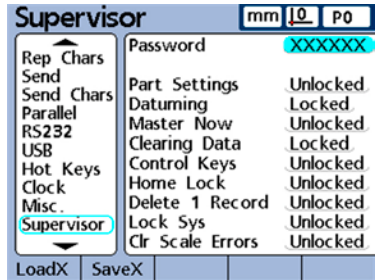 Supervisor
mm
0
P0
Rep Chars
Send
Send Chars
Parallel
RS232
USB
Hot Keys
Clock
Misc.
Supervisor
Password XXXXXX
Part Settings Unlocked
Datuming Locked
Master Now Unlocked
Clearing Data Locked
Control Keys Unlocked
Home Lock Unlocked
Delete 1 Record Unlocked
Lock Sys Unlocked
Clr Scale Errors Unlocked
LoadX SaveX